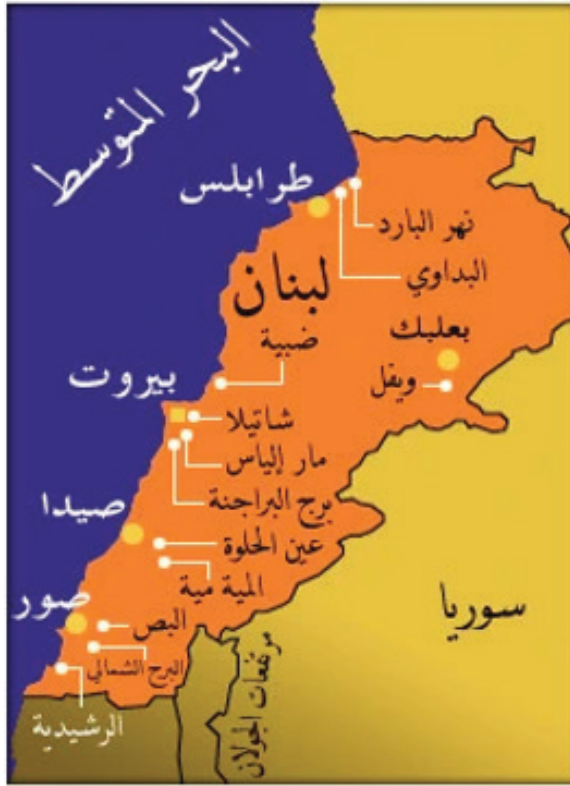 البحر المتوسط
طرابلس
نهر البارد
البداوي
لبنان
بعلبك
ضبية
ويفل
بيروت
شاتيلا
مار إلياس
برج البراجنة
صيدا
عين الحلوة
المية مية
سوريا
صور
البص
البرج الشمالي
الرشيدية
مرتفعات الجولان